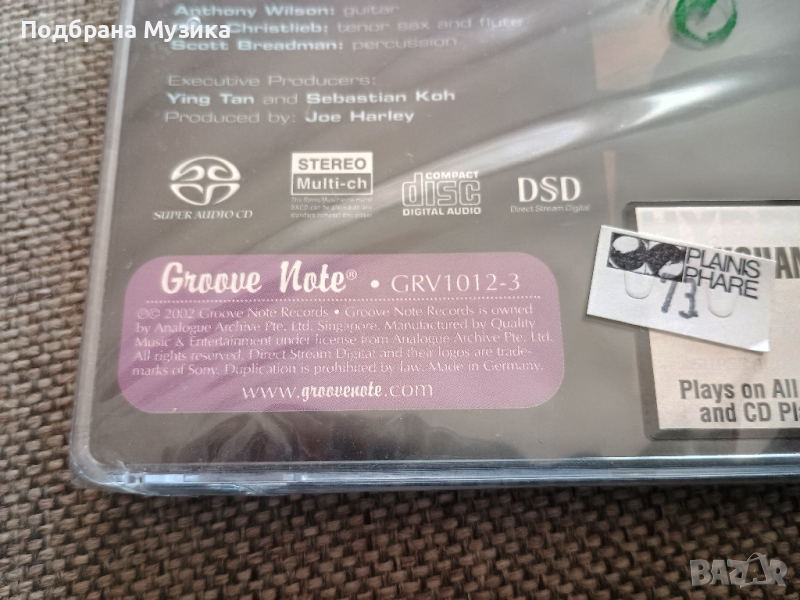 Подбрана Музика
Anthony Wilson: guitar
Christlieb: tenor sax and flute
Scott Breadman: percussion
Executive Producers:
Ying Tan and Sebastian Koh
Produced by: Joe Harley
SUPER AUDIO CD
STEREO
Multi-ch
COMPACT
disc
DIGITAL AUDIO
DSD
Direct Stream Digital
PLAINIS
PHARE
73
Groove Note® • GRV1012-3
℗© 2002 Groove Note Records • Groove Note Records is owned
by Analogue Archive Pte. Ltd. Singapore. Manufactured by Quality
Music & Entertainment under license from Analogue Archive Pte. Ltd.
All rights reserved. Direct Stream Digital and their logos are trade-
marks of Sony. Duplication is prohibited by law. Made in Germany.
www.groovenote.com
Plays on All
and CD Pl
BAZAR